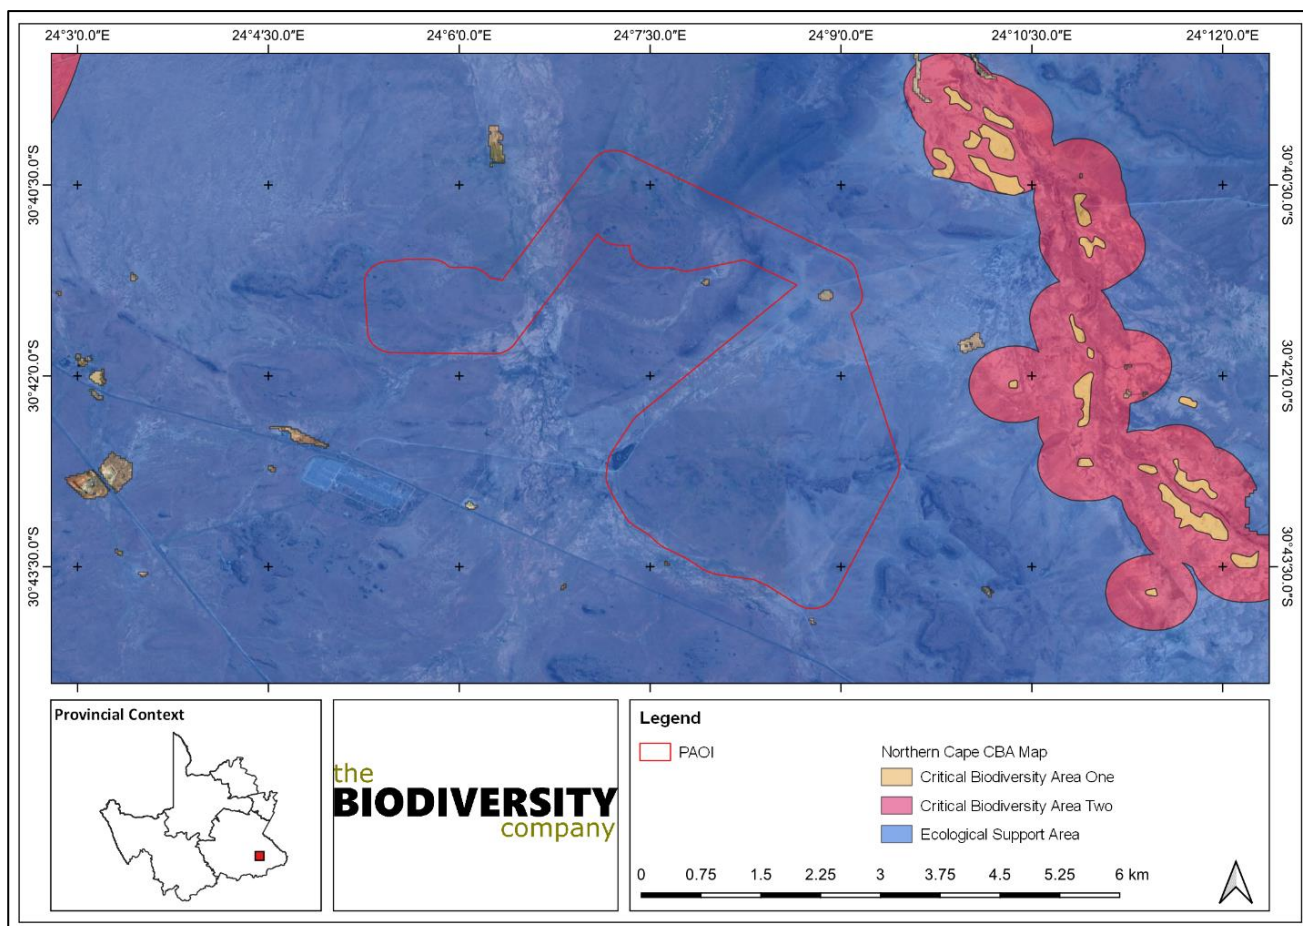 24°3'0.0"E 24°4'30.0"E 24°6'0.0"E 24°7'30.0"E 24°9'0.0"E 24°10'30.0"E 24°12'0.0"E
30°40'30.0"S 30°40'30.0"S
30°42'0.0"S 30°42'0.0"S
30°43'30.0"S 30°43'30.0"S
Provincial Context
the
BIODIVERSITY
company
Legend
PAOI
Northern Cape CBA Map
Critical Biodiversity Area One
Critical Biodiversity Area Two
Ecological Support Area
0 0.75 1.5 2.25 3 3.75 4.5 5.25 6 km